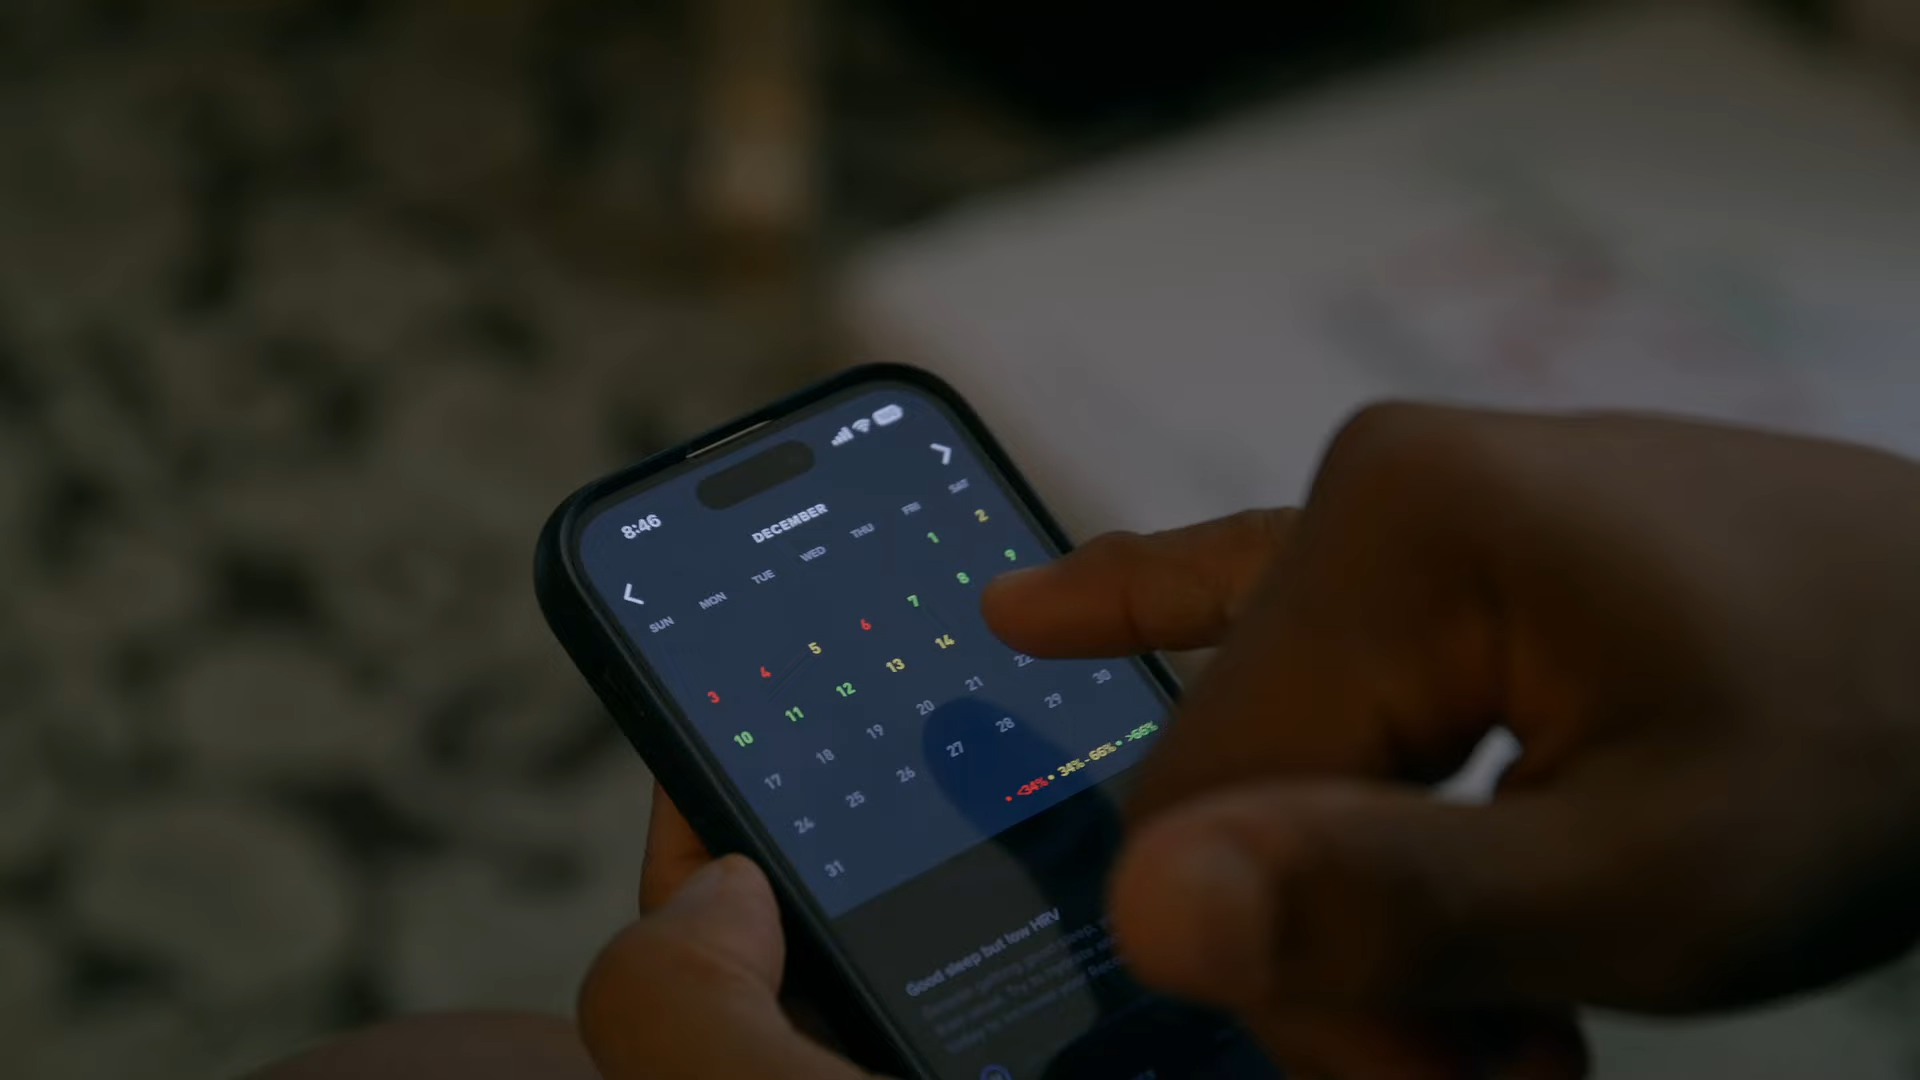 8:46
DECEMBER
SUN MON TUE WED THU FRI SAT
1 2
3 4 5 6 7 8 9
10 11 12 13 14
17 18 19 20 21 22
24 25 26 27 28 29 30
31
<34% 34%-66% >66%
Good sleep but low HRV